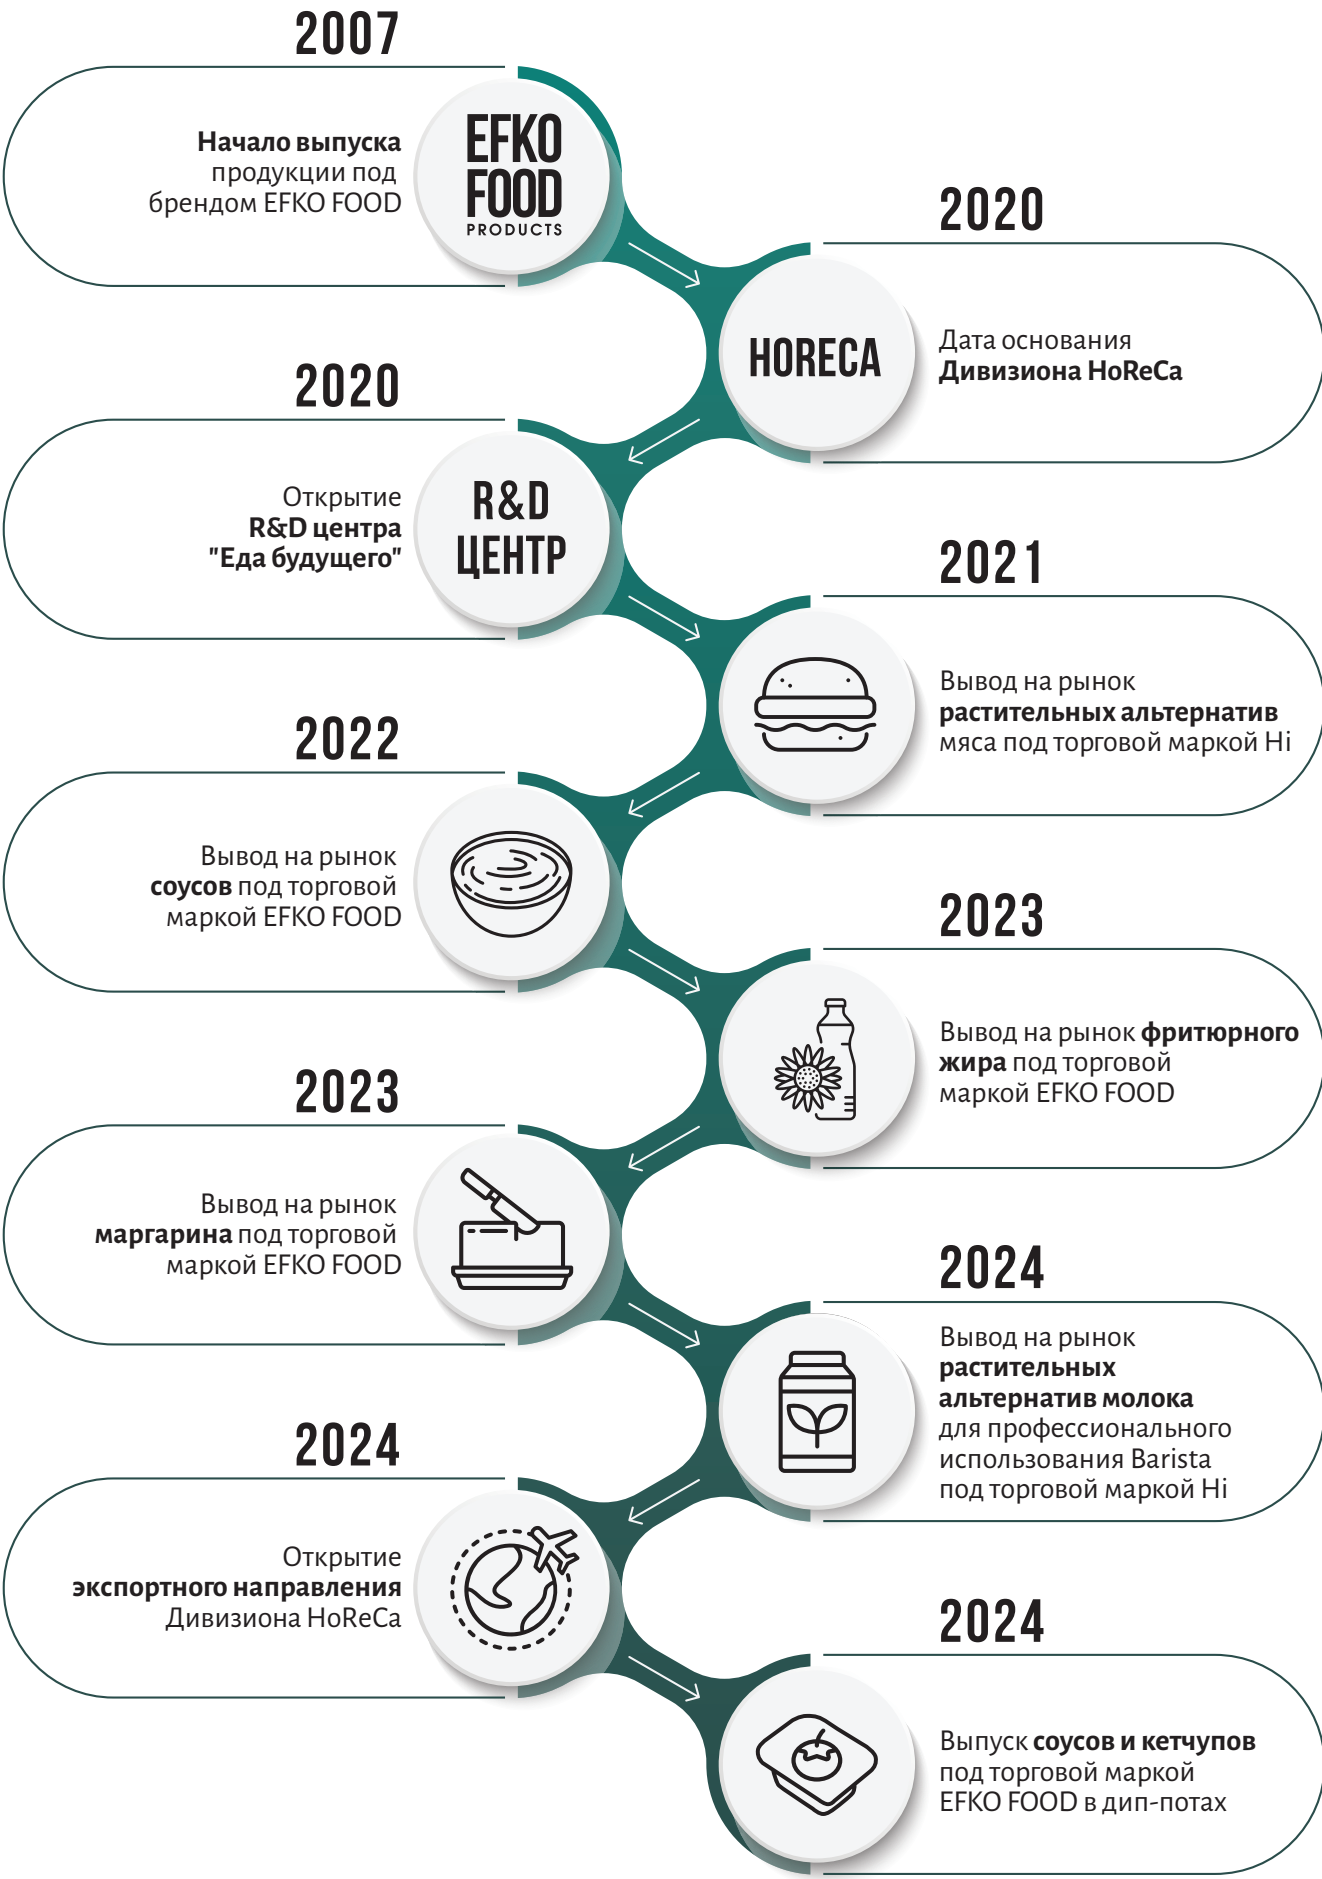 2007
Начало выпуска
продукции под
брендом EFKO FOOD
EFKO
FOOD
PRODUCTS
2020
HORECA
Дата основания
Дивизиона HoReCa
2020
Открытие
R&D центра
"Еда будущего"
R&D
ЦЕНТР
2021
Вывод на рынок
растительных альтернатив
мяса под торговой маркой Hi
2022
Вывод на рынок
соусов под торговой
маркой EFKO FOOD
2023
Вывод на рынок фритюрного
жира под торговой
маркой EFKO FOOD
2023
Вывод на рынок
маргарина под торговой
маркой EFKO FOOD
2024
Вывод на рынок
растительных
альтернатив молока
для профессионального
использования Barista
под торговой маркой Hi
2024
Открытие
экспортного направления
Дивизиона HoReCa
2024
Выпуск соусов и кетчупов
под торговой маркой
EFKO FOOD в дип-потах